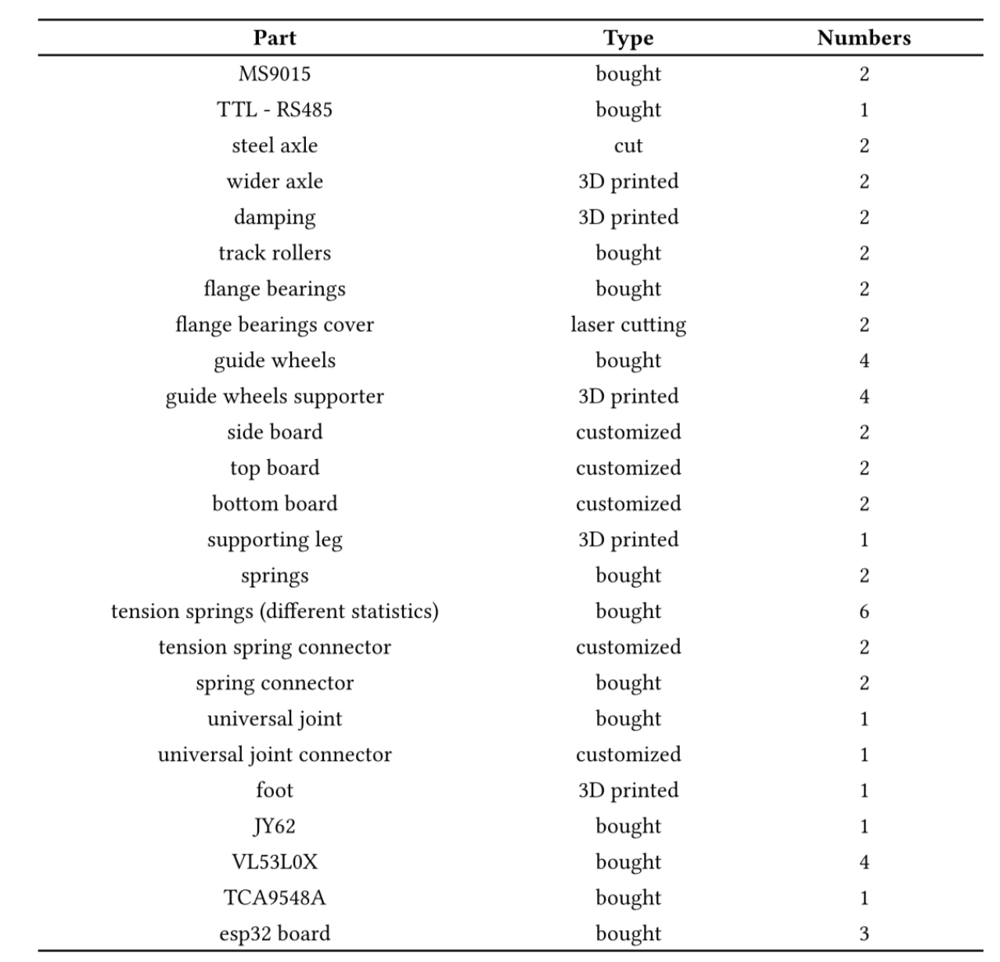 Part Type Numbers
MS9015 bought 2
TTL - RS485 bought 1
steel axle cut 2
wider axle 3D printed 2
damping 3D printed 2
track rollers bought 2
flange bearings bought 2
flange bearings cover laser cutting 2
guide wheels bought 4
guide wheels supporter 3D printed 4
side board customized 2
top board customized 2
bottom board customized 2
supporting leg 3D printed 1
springs bought 2
tension springs (different statistics) bought 6
tension spring connector customized 2
spring connector bought 2
universal joint bought 1
universal joint connector customized 1
foot 3D printed 1
JY62 bought 1
VL53L0X bought 4
TCA9548A bought 1
esp32 board bought 3